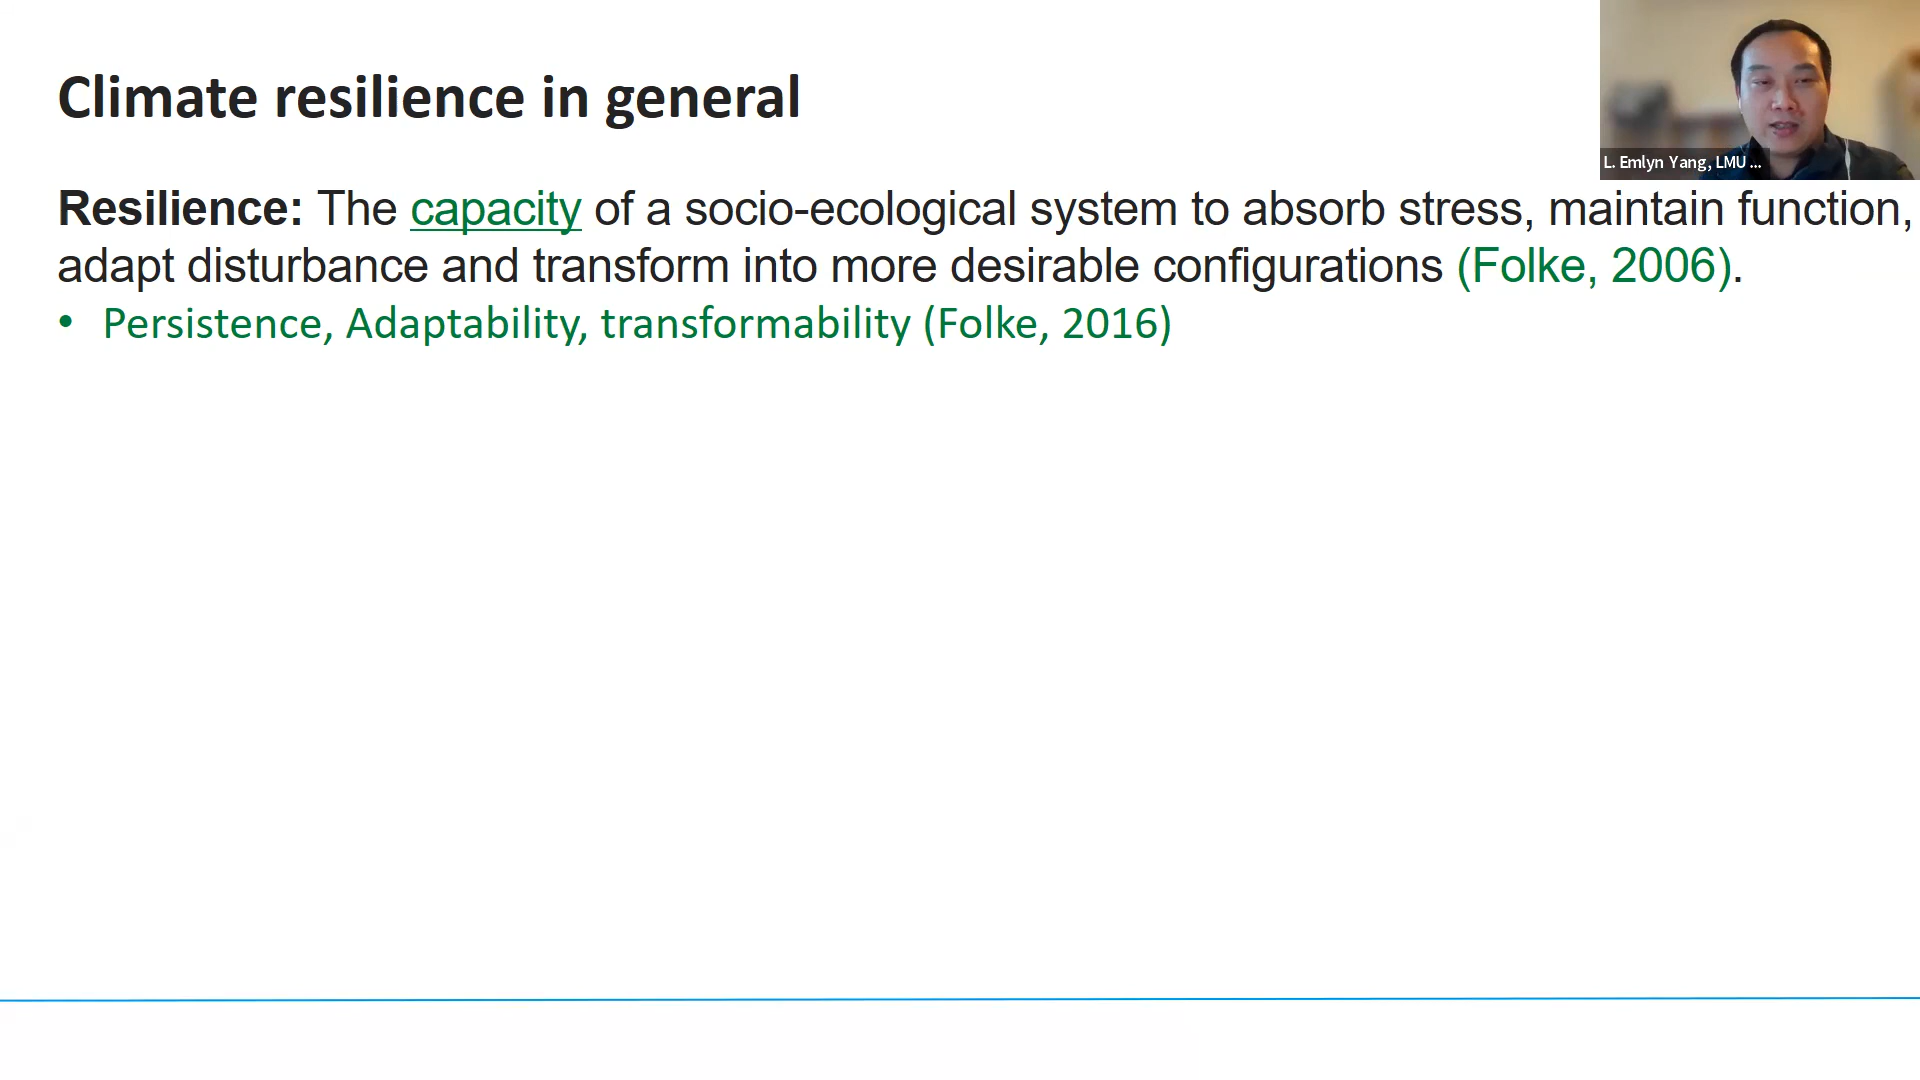 Climate resilience in general
L. Emlyn Yang, LMU ...
Resilience: The capacity of a socio-ecological system to absorb stress, maintain function,
adapt disturbance and transform into more desirable configurations (Folke, 2006).
• Persistence, Adaptability, transformability (Folke, 2016)